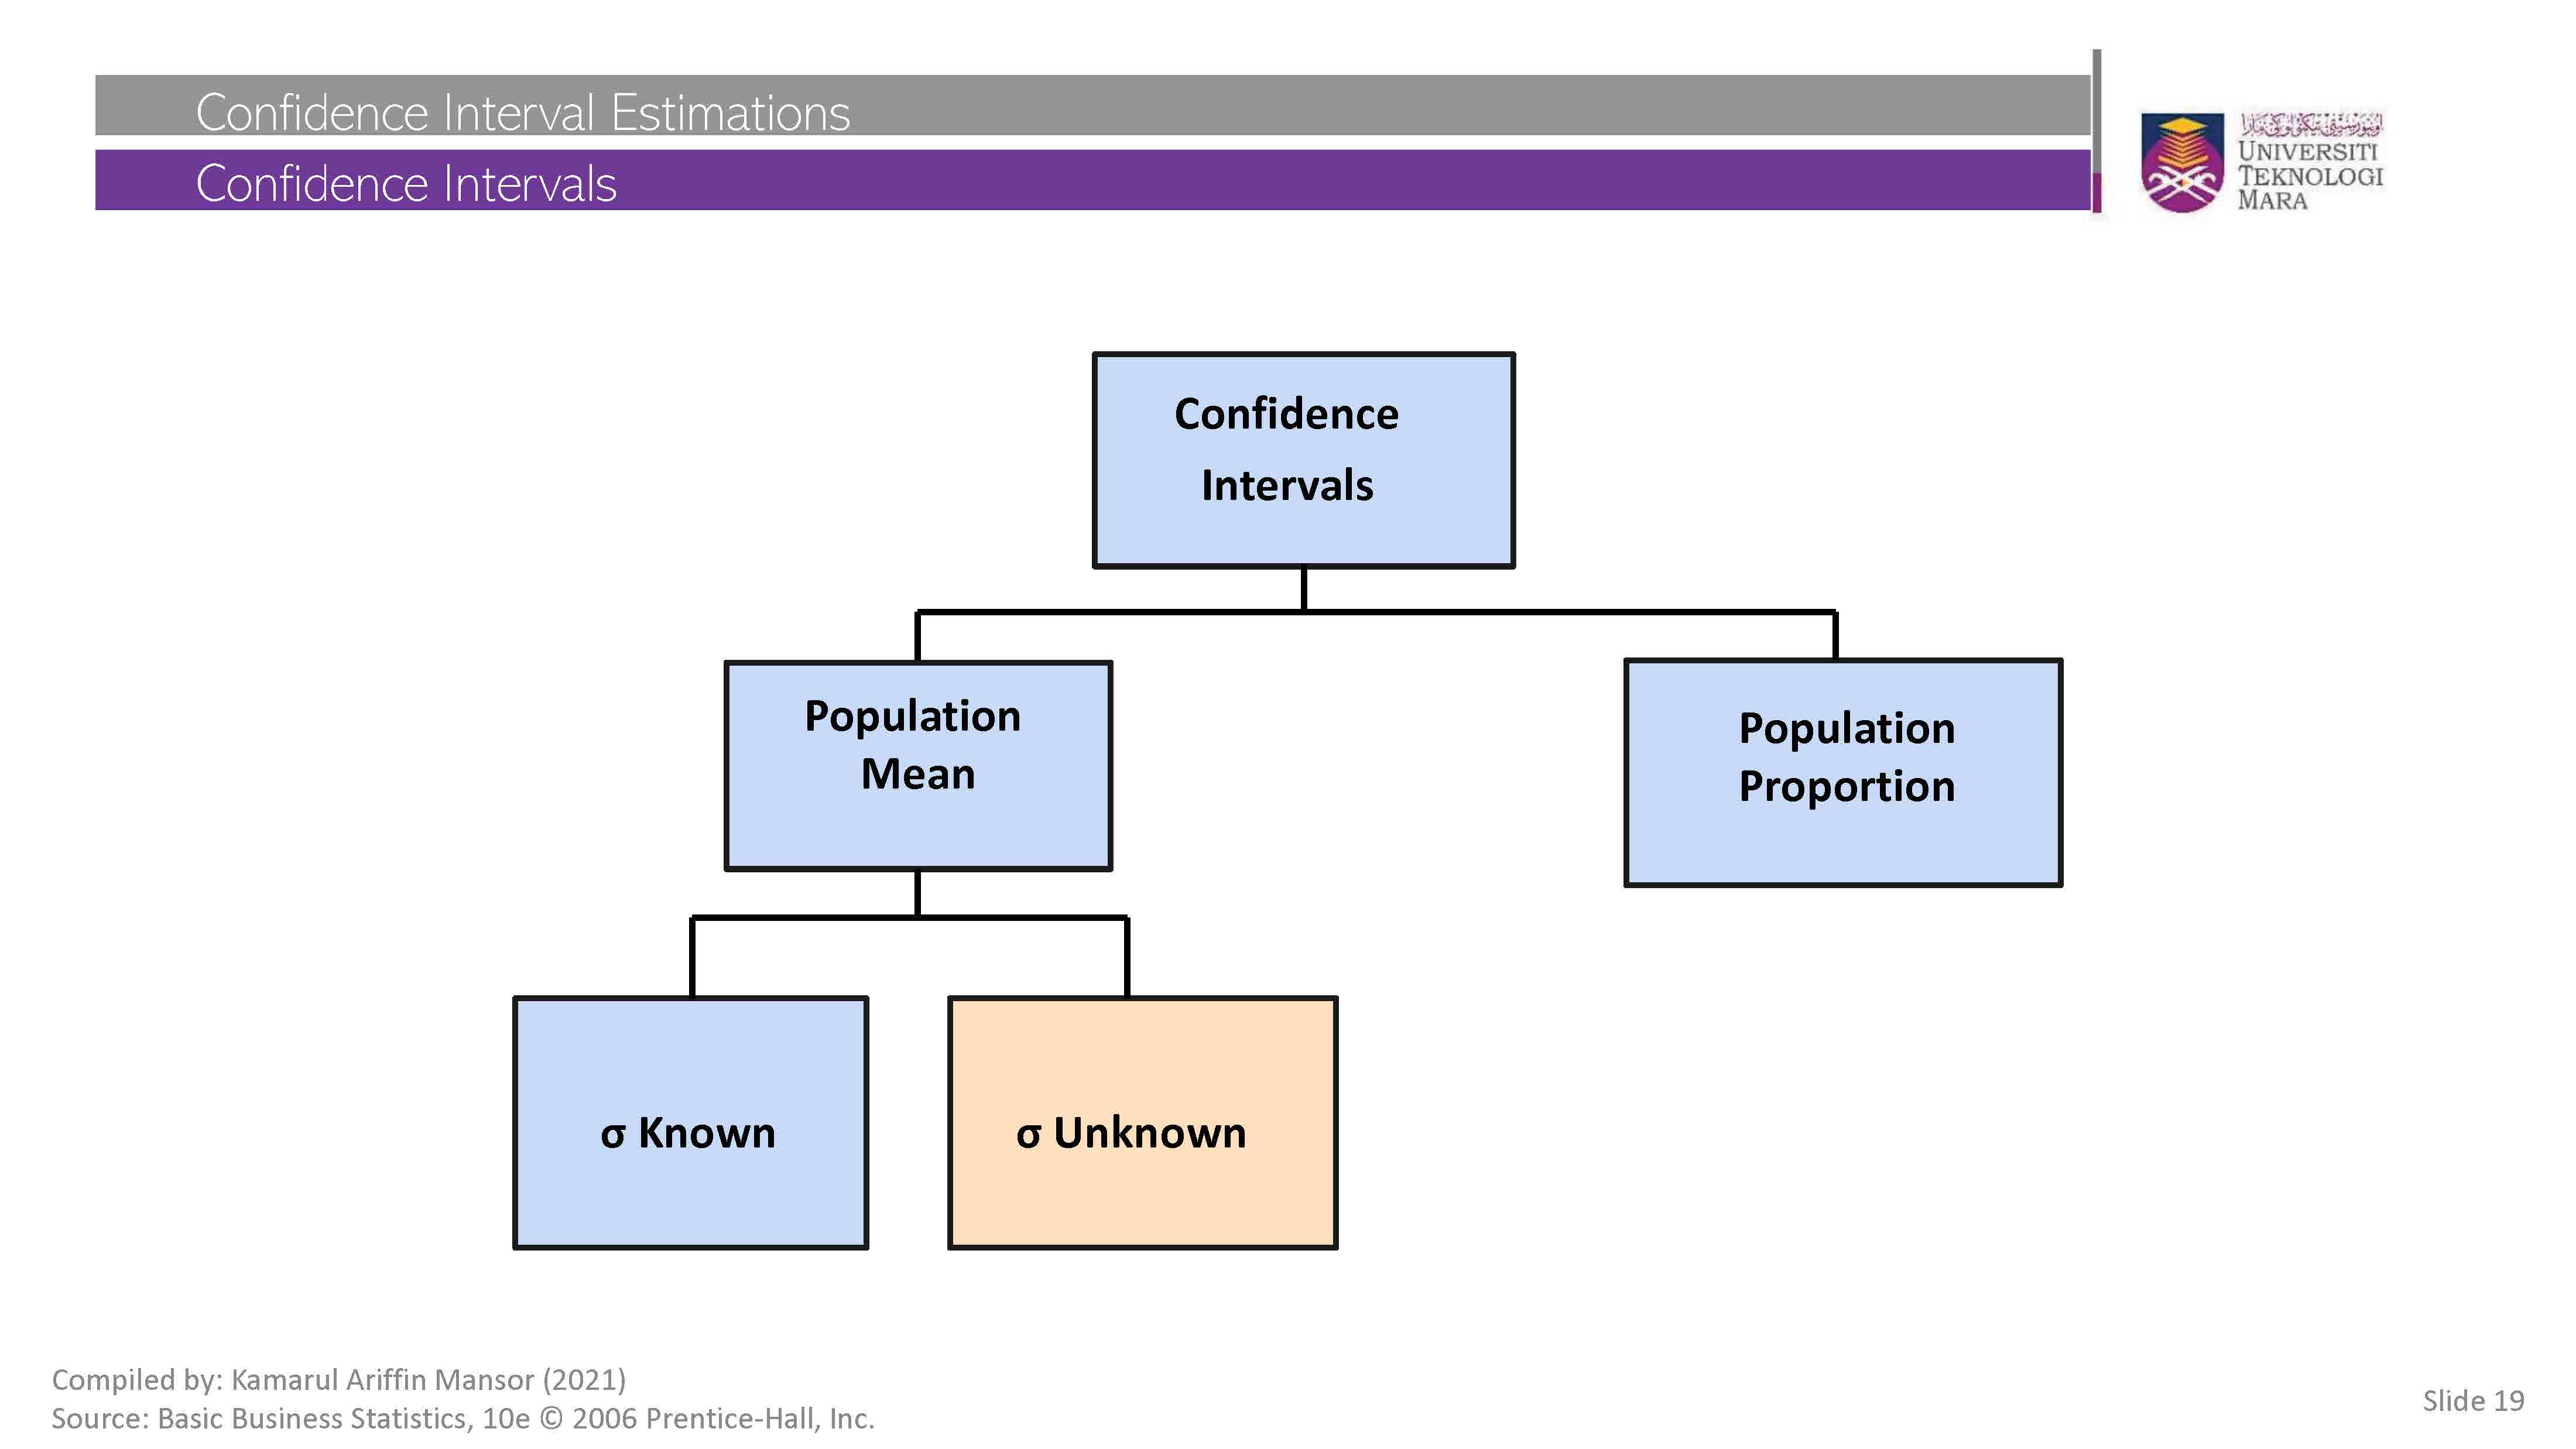 Confidence Interval Estimations
Confidence Intervals
UNIVERSITI
TEKNOLOGI
MARA
Confidence
Intervals
Population
Mean
Population
Proportion
σ Known
σ Unknown
Compiled by: Kamarul Ariffin Mansor (2021)
Source: Basic Business Statistics, 10e © 2006 Prentice-Hall, Inc.
Slide 19